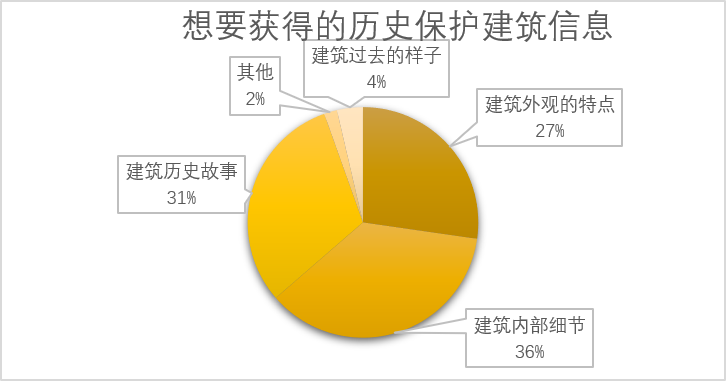 想要获得的历史保护建筑信息
建筑过去的样子
4%
其他
2%
建筑外观的特点
27%
建筑历史故事
31%
建筑内部细节
36%